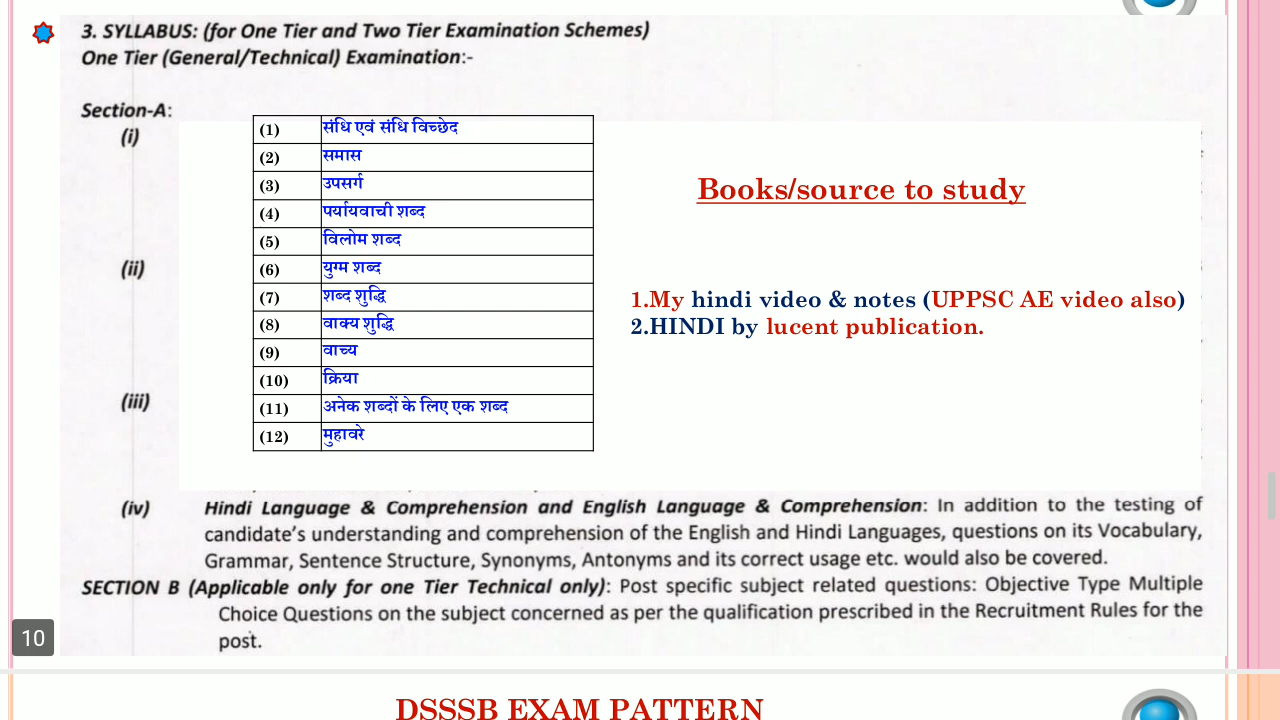 3. SYLLABUS: (for One Tier and Two Tier Examination Schemes)
One Tier (General/Technical) Examination:-
Section-A:
(i)
(1) संधि एवं संधि विच्छेद
(2) समास
(3) उपसर्ग
(4) पर्यायवाची शब्द
(5) विलोम शब्द
(6) युग्म शब्द
(7) शब्द शुद्धि
(8) वाक्य शुद्धि
(9) वाच्य
(10) क्रिया
(11) अनेक शब्दों के लिए एक शब्द
(12) मुहावरे
Books/source to study
1.My hindi video & notes (UPPSC AE video also)
2.HINDI by lucent publication.
(ii)
(iii)
(iv) Hindi Language & Comprehension and English Language & Comprehension: In addition to the testing of
candidate's understanding and comprehension of the English and Hindi Languages, questions on its Vocabulary,
Grammar, Sentence Structure, Synonyms, Antonyms and its correct usage etc. would also be covered.
SECTION B (Applicable only for one Tier Technical only): Post specific subject related questions: Objective Type Multiple
Choice Questions on the subject concerned as per the qualification prescribed in the Recruitment Rules for the
post.
10
DSSSB EXAM PATTERN